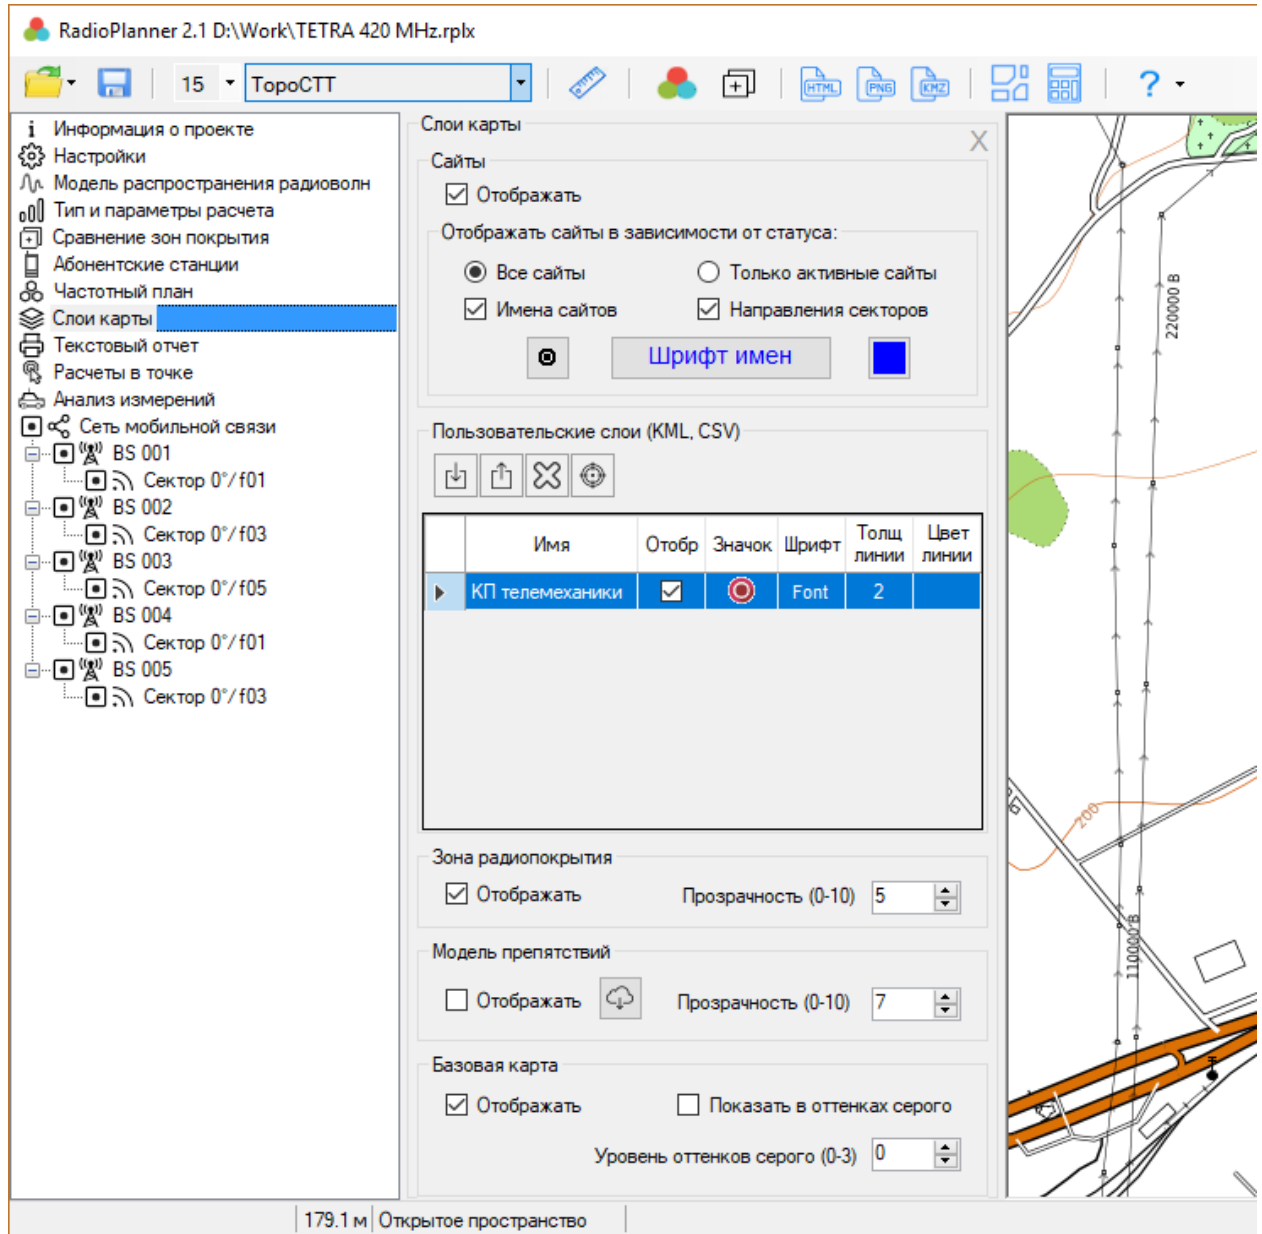 RadioPlanner 2.1 D:\Work\TETRA 420 MHz.rplx
15 ТороСТТ HTML PNG KMZ ?
Информация о проекте
Настройки
Модель распространения радиоволн
Тип и параметры расчета
Сравнение зон покрытия
Абонентские станции
Частотный план
Слои карты
Текстовый отчет
Расчеты в точке
Анализ измерений
Сеть мобильной связи
BS 001
Сектор 0°/f01
BS 002
Сектор 0°/f03
BS 003
Сектор 0°/f05
BS 004
Сектор 0°/f01
BS 005
Сектор 0°/f03
Слои карты X
Сайты
Отображать
Отображать сайты в зависимости от статуса:
Все сайты Только активные сайты
Имена сайтов Направления секторов
Шрифт имен
Пользовательские слои (KML, CSV)
Имя Отобр Значок Шрифт Толщ линии Цвет линии
КП телемеханики Font 2
Зона радиопокрытия
Отображать Прозрачность (0-10) 5
Модель препятствий
Отображать Прозрачность (0-10) 7
Базовая карта
Отображать Показать в оттенках серого
Уровень оттенков серого (0-3) 0
220000 В
200
110000 В
179.1 м Открытое пространство